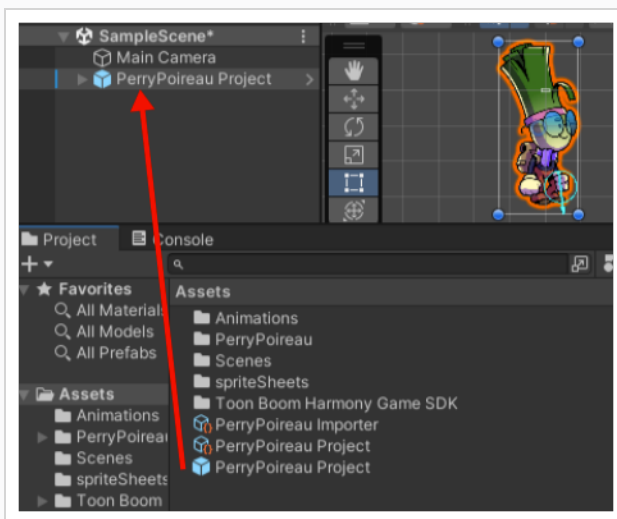 SampleScene*
Main Camera
PerryPoireau Project
Project
Console
Favorites
All Materials
All Models
All Prefabs
Assets
Animations
PerryPoireau
Scenes
spriteSheets
Toon Boom
Assets
Animations
PerryPoireau
Scenes
spriteSheets
Toon Boom Harmony Game SDK
PerryPoireau Importer
PerryPoireau Project
PerryPoireau Project